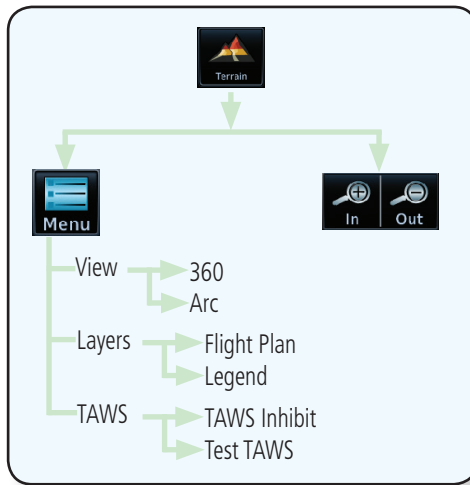 Terrain
Menu
In Out
View
360
Arc
Layers
Flight Plan
Legend
TAWS
TAWS Inhibit
Test TAWS